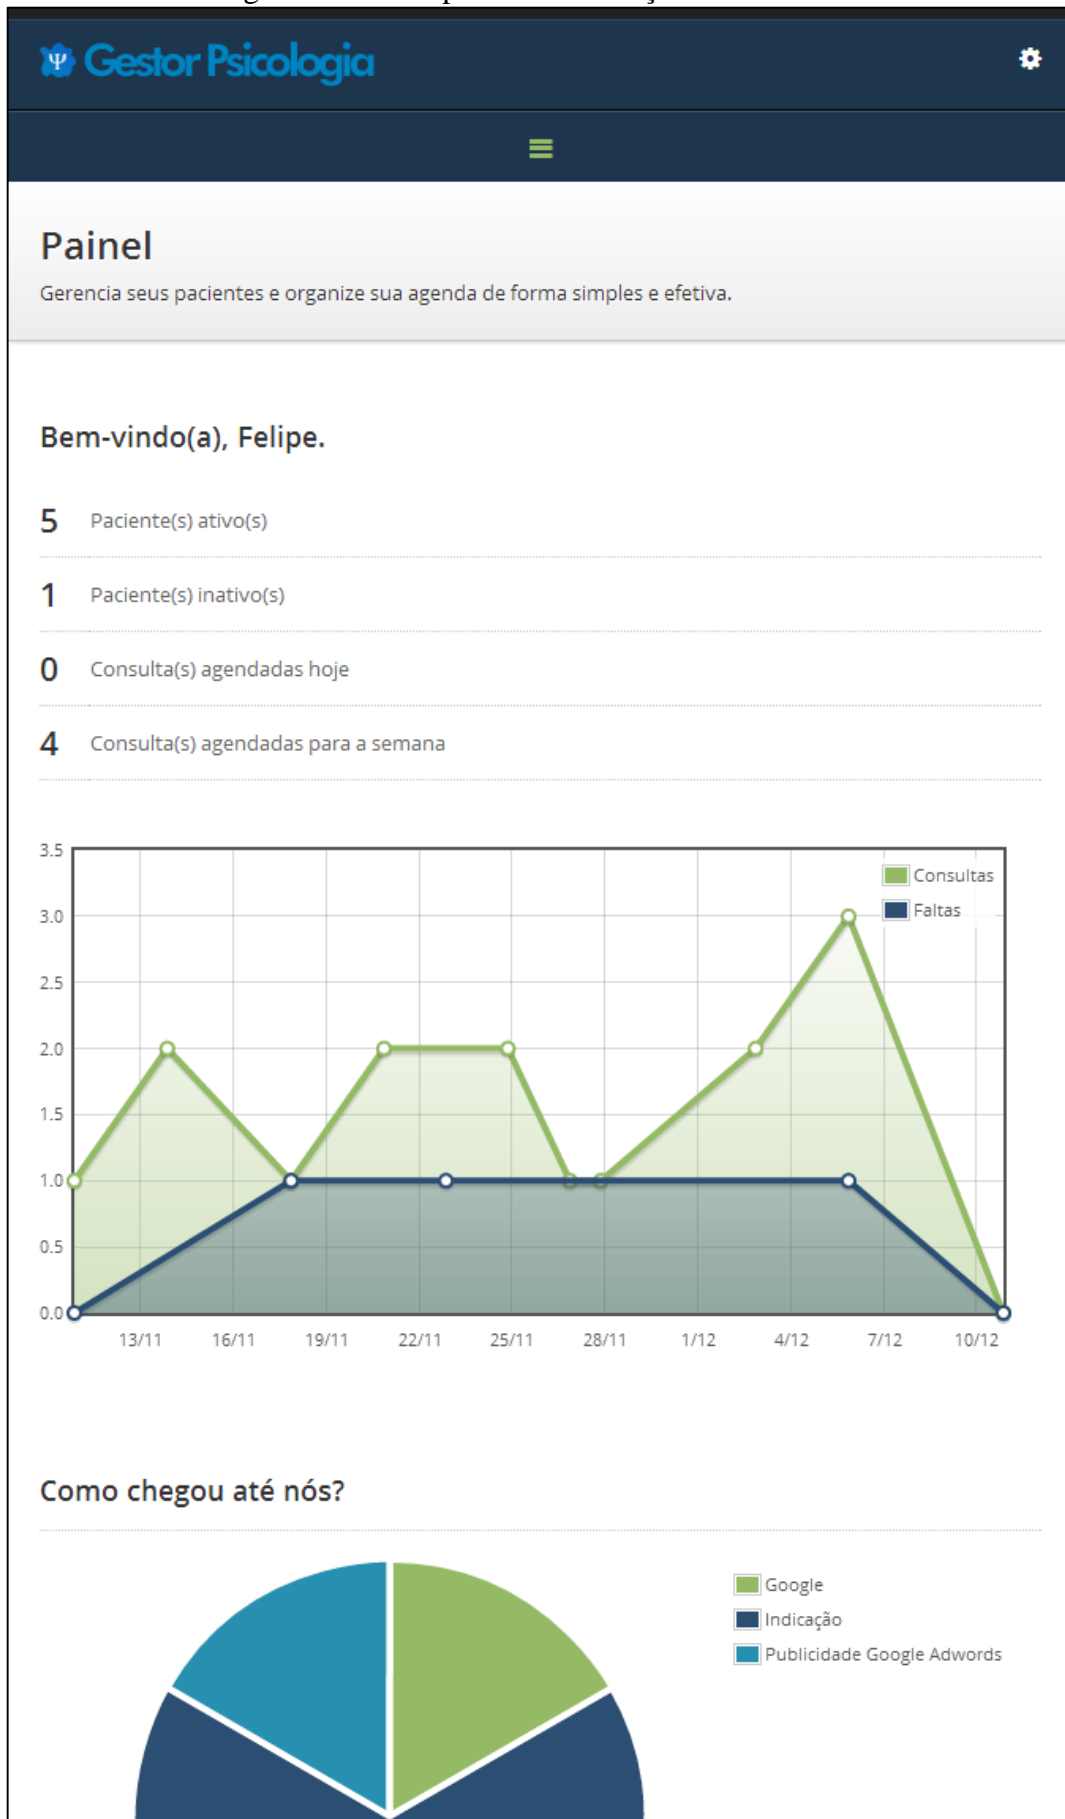 Gestor Psicologia
Painel
Gerencia seus pacientes e organize sua agenda de forma simples e efetiva.
Bem-vindo(a), Felipe.
5 Paciente(s) ativo(s)
1 Paciente(s) inativo(s)
0 Consulta(s) agendadas hoje
4 Consulta(s) agendadas para a semana
3.5
Consultas
3.0
Faltas
2.5
2.0
1.5
1.0
0.5
0.0
13/11 16/11 19/11 22/11 25/11 28/11 1/12 4/12 7/12 10/12
Como chegou até nós?
Google
Indicação
Publicidade Google Adwords